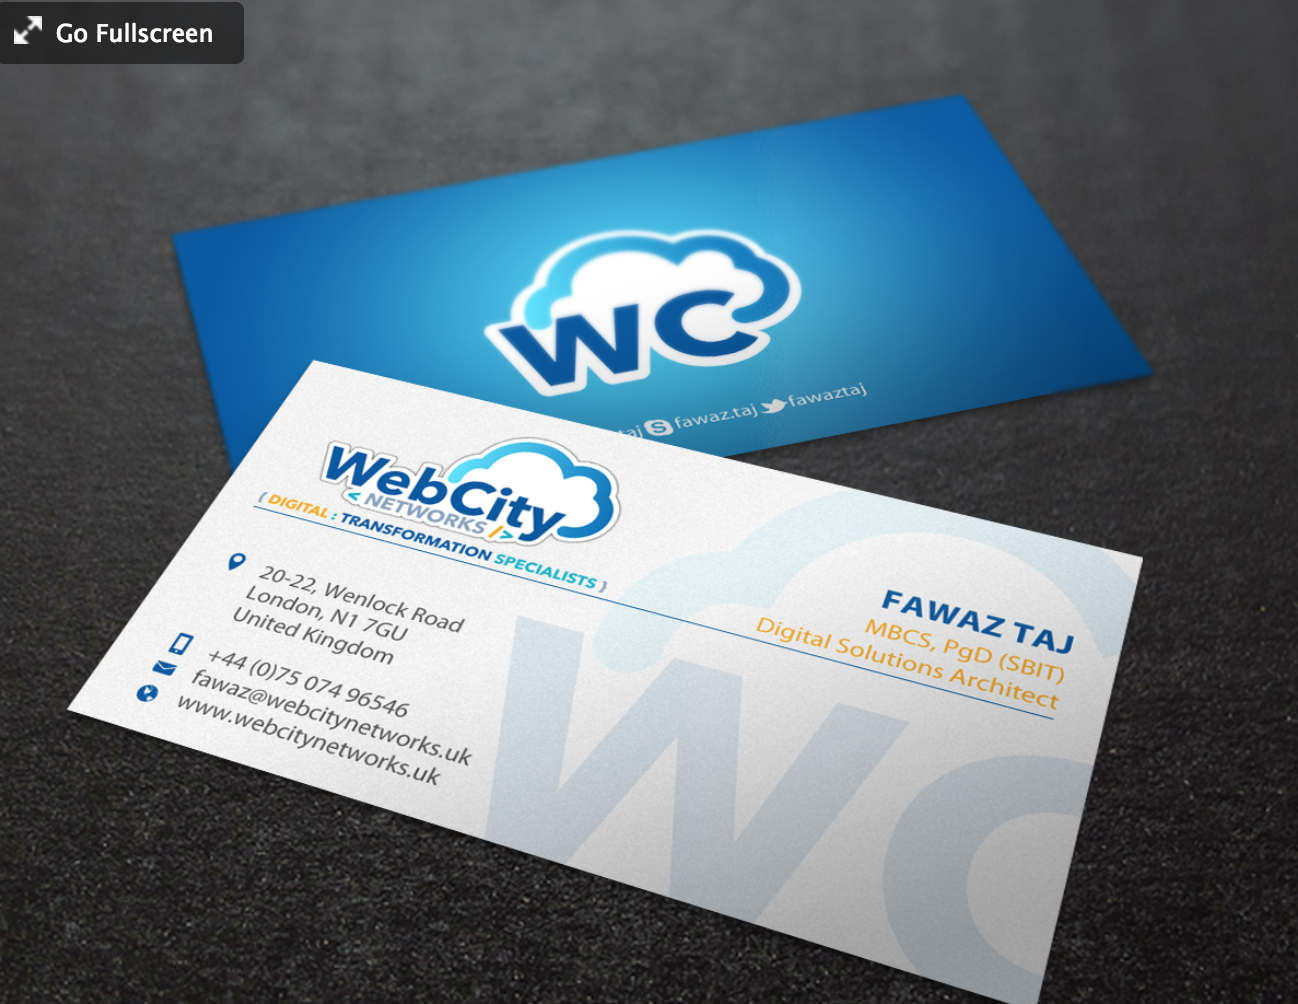 Go Fullscreen
WC
taj fawaz.taj fawaztaj
WebCity
< NETWORKS />
{ DIGITAL : TRANSFORMATION SPECIALISTS }
20-22, Wenlock Road
London, N1 7GU
United Kingdom
+44 (0)75 074 96546
fawaz@webcitynetworks.uk
www.webcitynetworks.uk
FAWAZ TAJ
MBCS, PgD (SBIT)
Digital Solutions Architect
WC